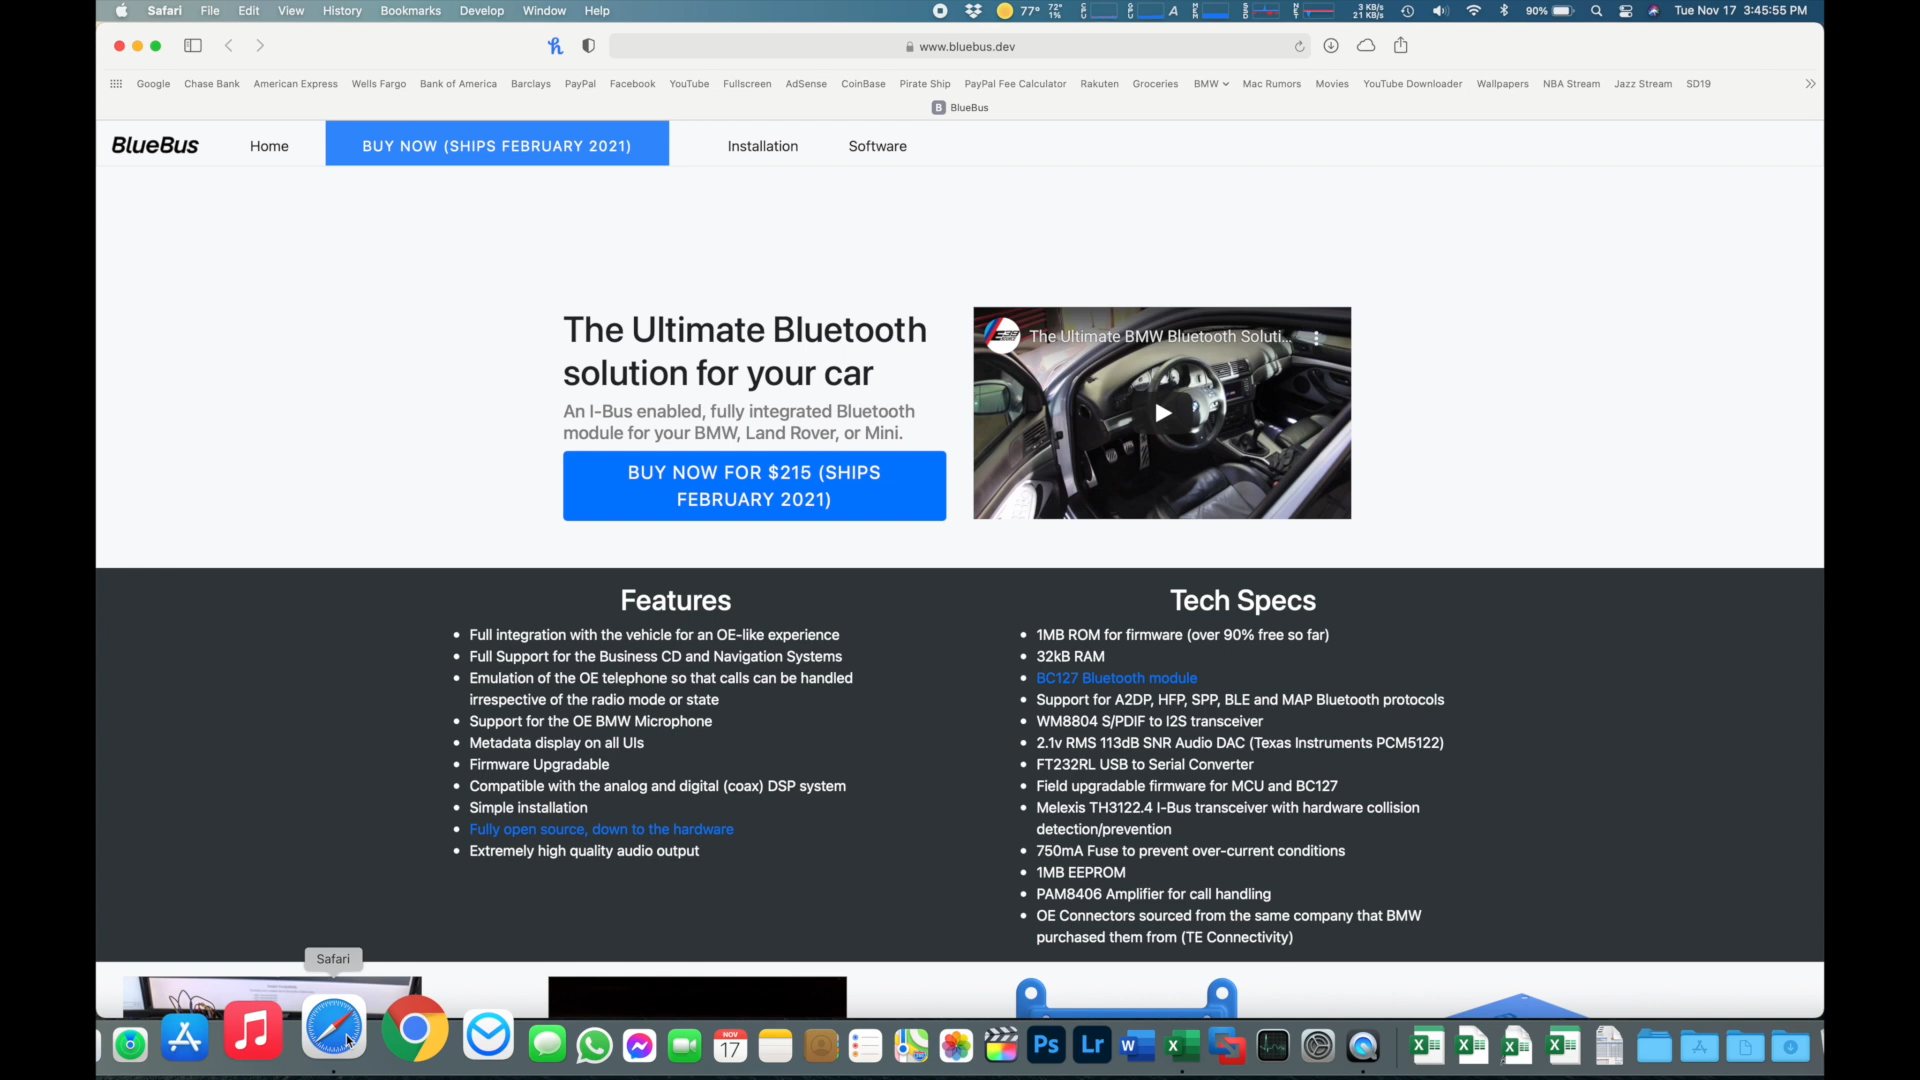 Safari File Edit View History Bookmarks Develop Window Help 77° 72° 1% A 3 KB/s 21 KB/s 90% Tue Nov 17 3:45:55 PM
www.bluebus.dev
Google Chase Bank American Express Wells Fargo Bank of America Barclays PayPal Facebook YouTube Fullscreen AdSense CoinBase Pirate Ship PayPal Fee Calculator Rakuten Groceries BMW Mac Rumors Movies YouTube Downloader Wallpapers NBA Stream Jazz Stream SD19
B BlueBus
BlueBus Home BUY NOW (SHIPS FEBRUARY 2021) Installation Software
The Ultimate Bluetooth
solution for your car
An I-Bus enabled, fully integrated Bluetooth
module for your BMW, Land Rover, or Mini.
BUY NOW FOR $215 (SHIPS
FEBRUARY 2021)
The Ultimate BMW Bluetooth Soluti...
Features
Full integration with the vehicle for an OE-like experience
Full Support for the Business CD and Navigation Systems
Emulation of the OE telephone so that calls can be handled
irrespective of the radio mode or state
Support for the OE BMW Microphone
Metadata display on all UIs
Firmware Upgradable
Compatible with the analog and digital (coax) DSP system
Simple installation
Fully open source, down to the hardware
Extremely high quality audio output
Tech Specs
1MB ROM for firmware (over 90% free so far)
32kB RAM
BC127 Bluetooth module
Support for A2DP, HFP, SPP, BLE and MAP Bluetooth protocols
WM8804 S/PDIF to I2S transceiver
2.1v RMS 113dB SNR Audio DAC (Texas Instruments PCM5122)
FT232RL USB to Serial Converter
Field upgradable firmware for MCU and BC127
Melexis TH3122.4 I-Bus transceiver with hardware collision
detection/prevention
750mA Fuse to prevent over-current conditions
1MB EEPROM
PAM8406 Amplifier for call handling
OE Connectors sourced from the same company that BMW
purchased them from (TE Connectivity)
Safari
NOV
17
Ps
Lr
W
X